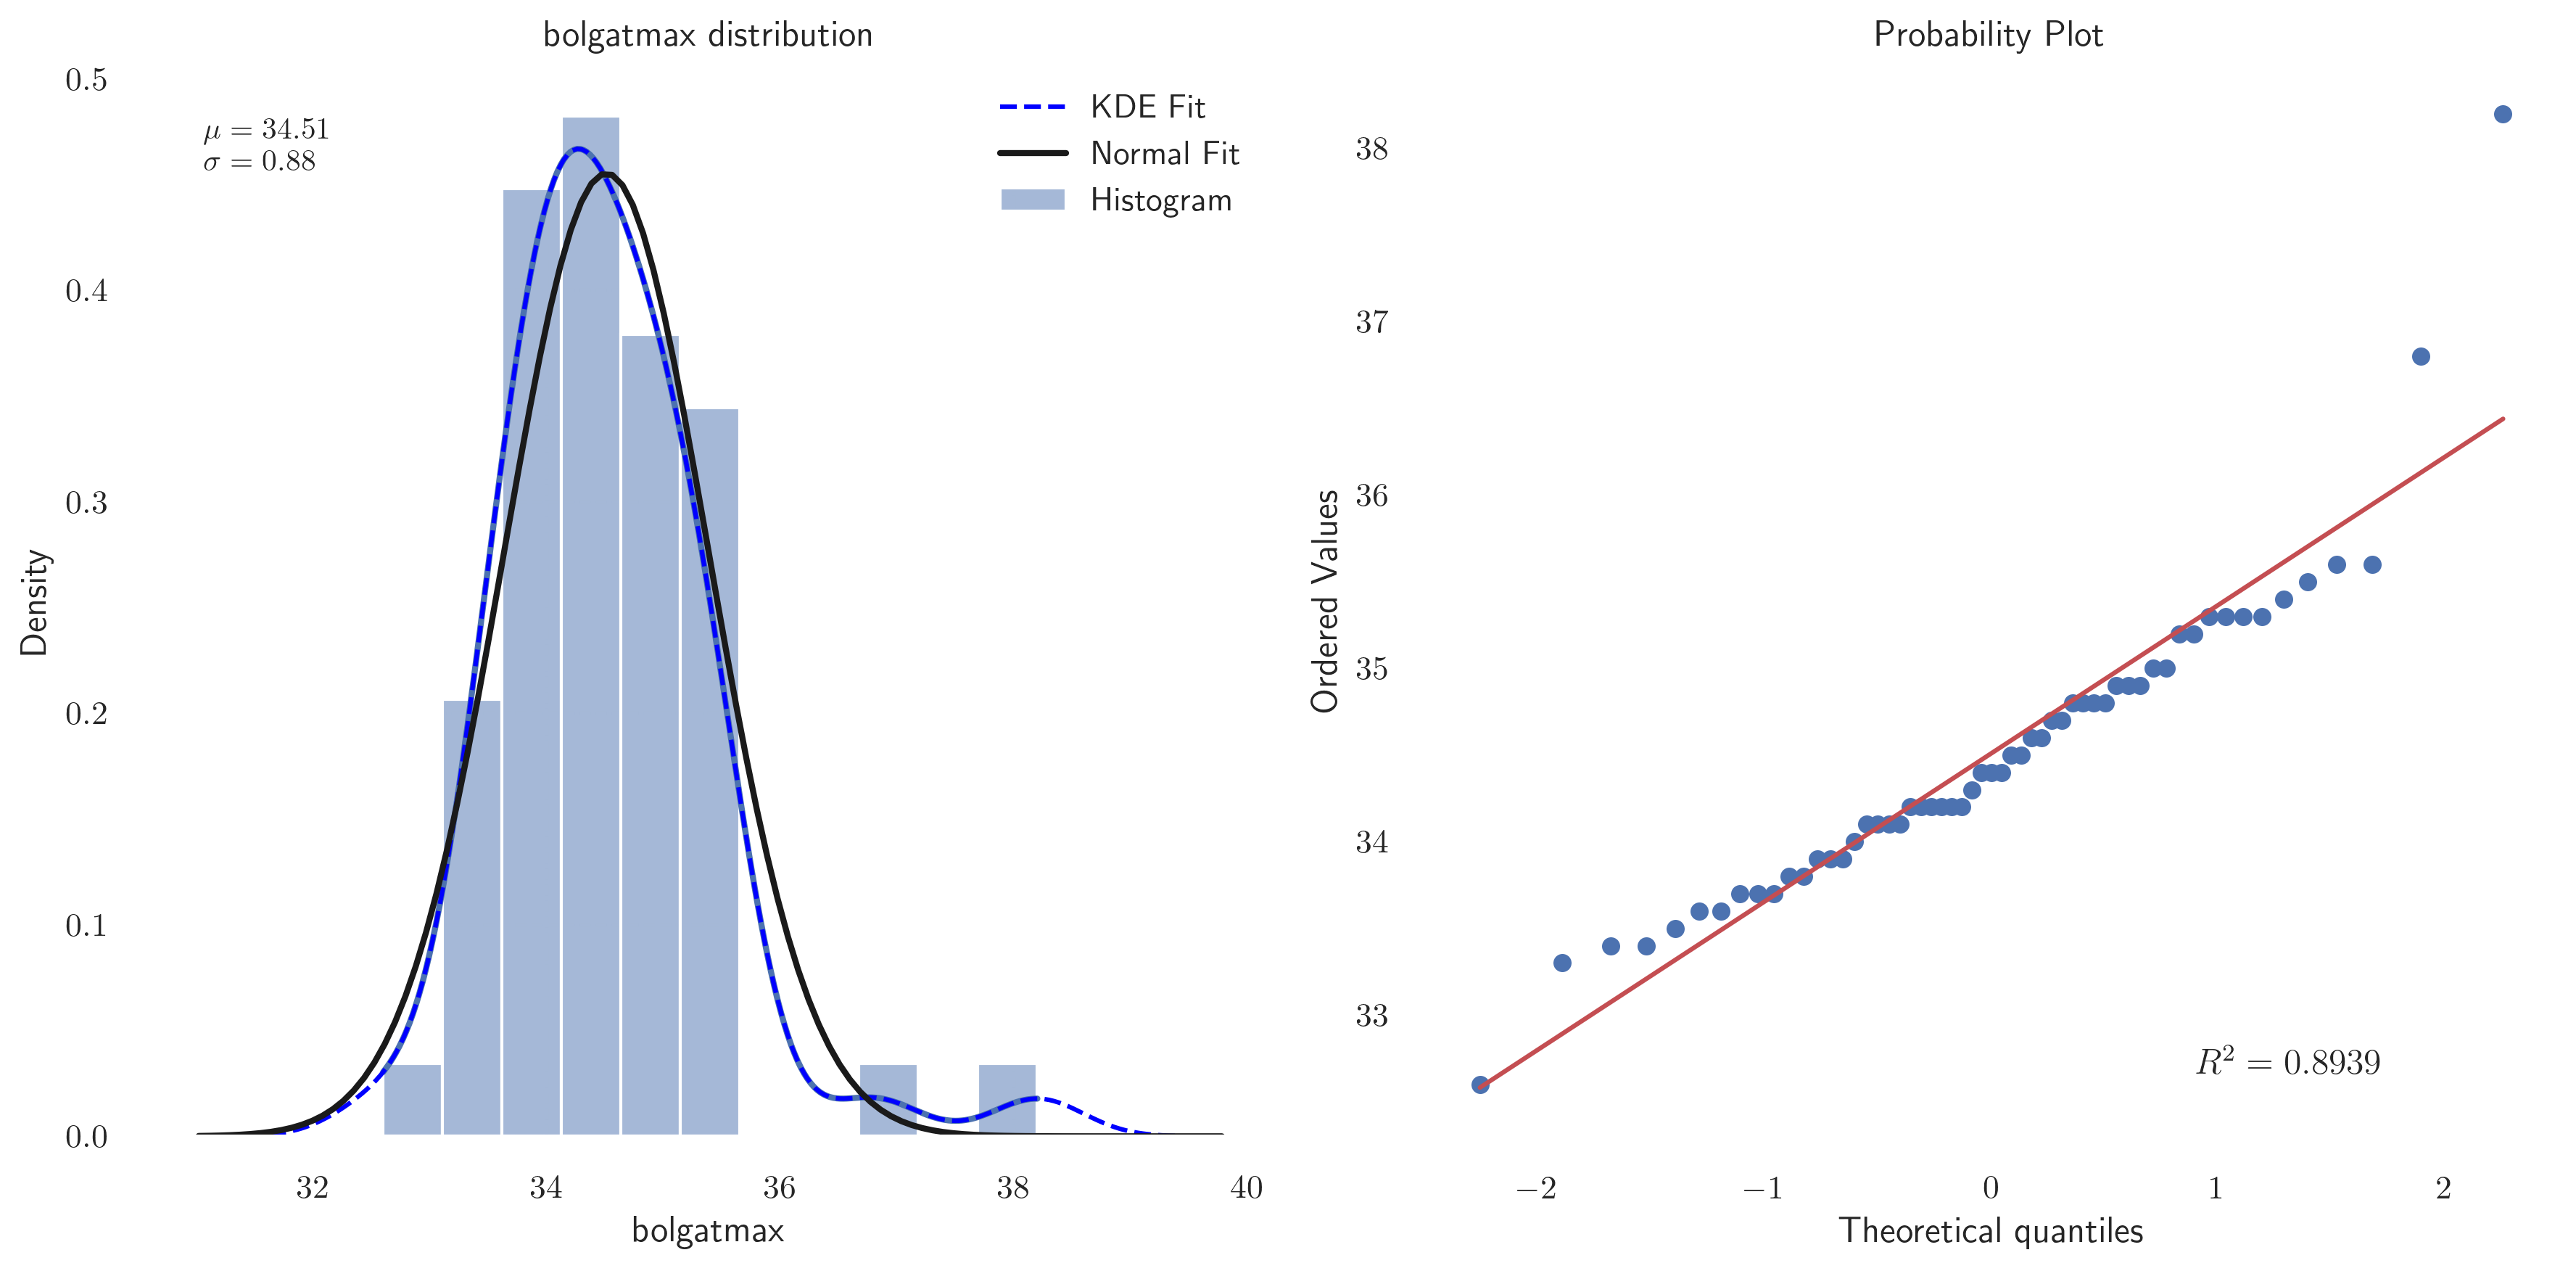 bolgatmax distribution
0.5
0.4
0.3
0.2
0.1
0.0
Density
μ = 34.51
σ = 0.88
KDE Fit
Normal Fit
Histogram
32 34 36 38 40
bolgatmax
Probability Plot
38
37
36
35
34
33
Ordered Values
R² = 0.8939
−2 −1 0 1 2
Theoretical quantiles